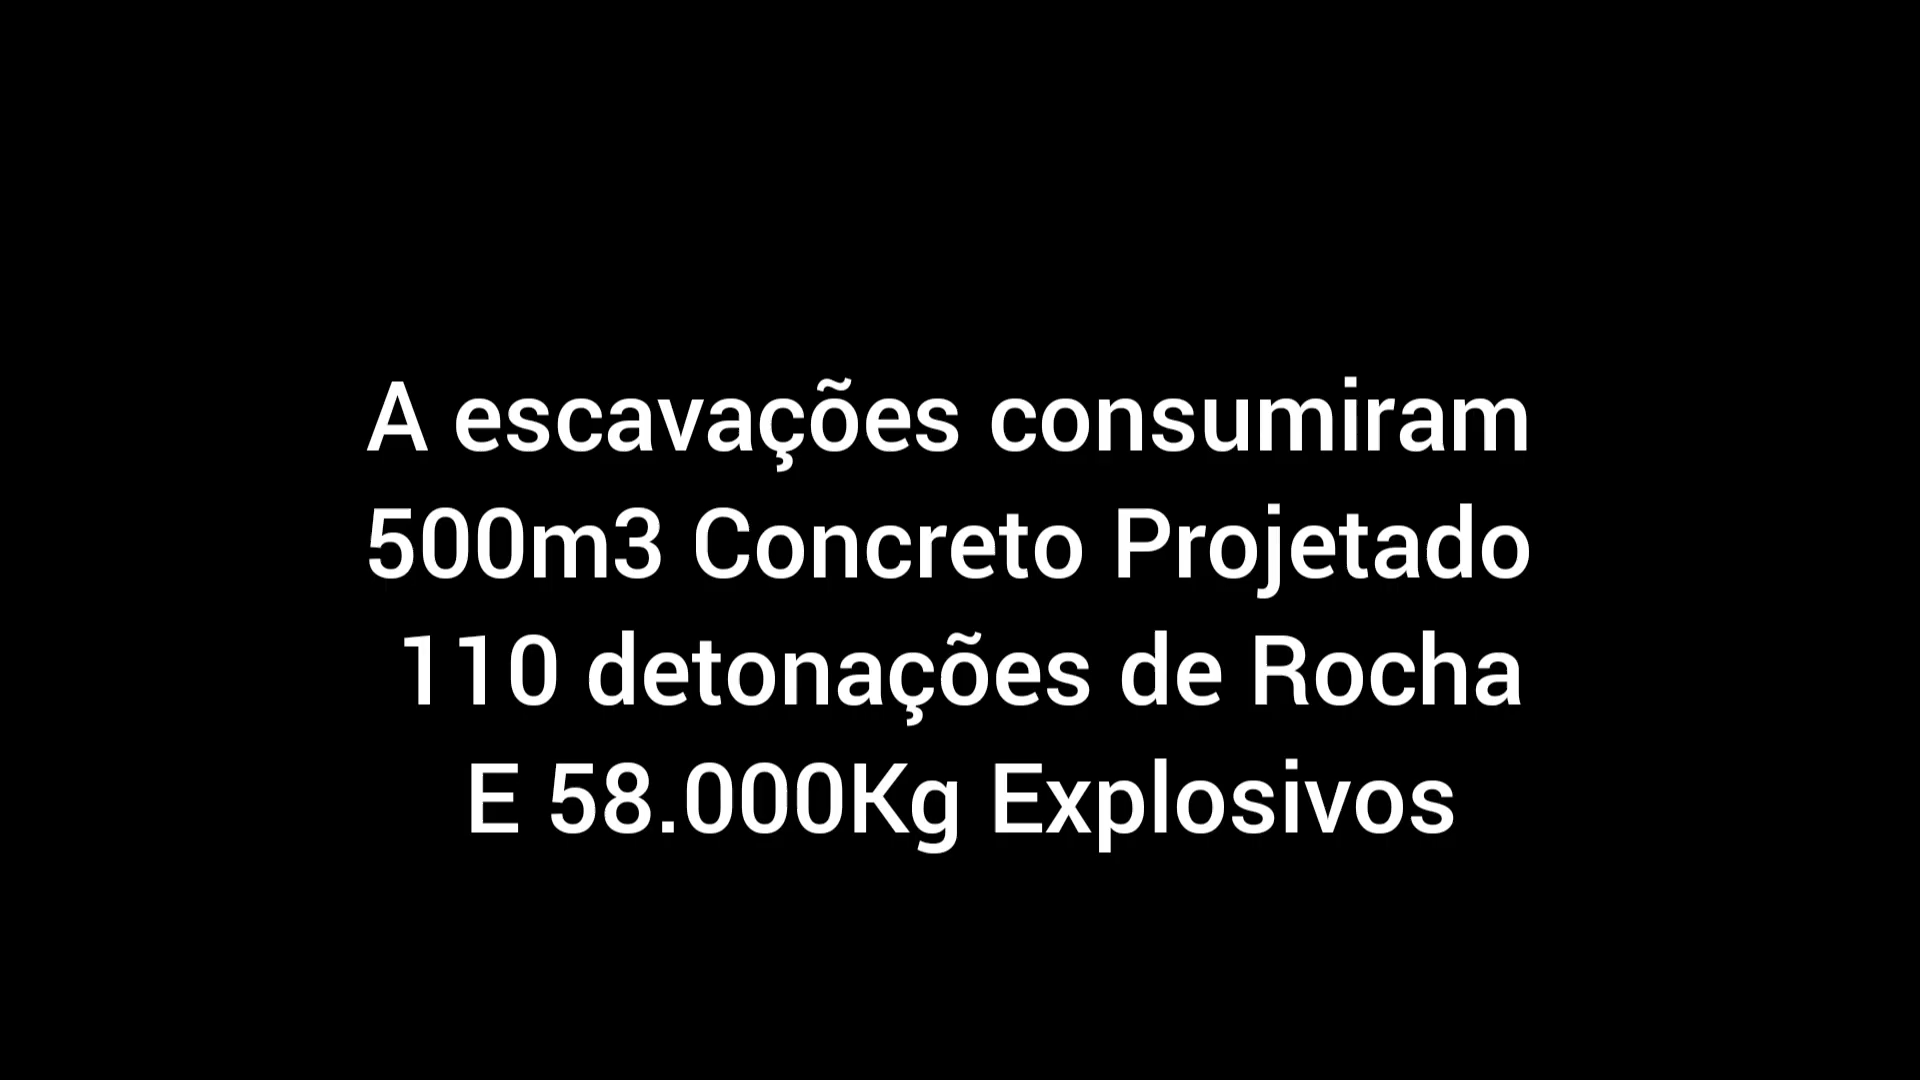 A escavações consumiram
500m3 Concreto Projetado
110 detonações de Rocha
E 58.000Kg Explosivos